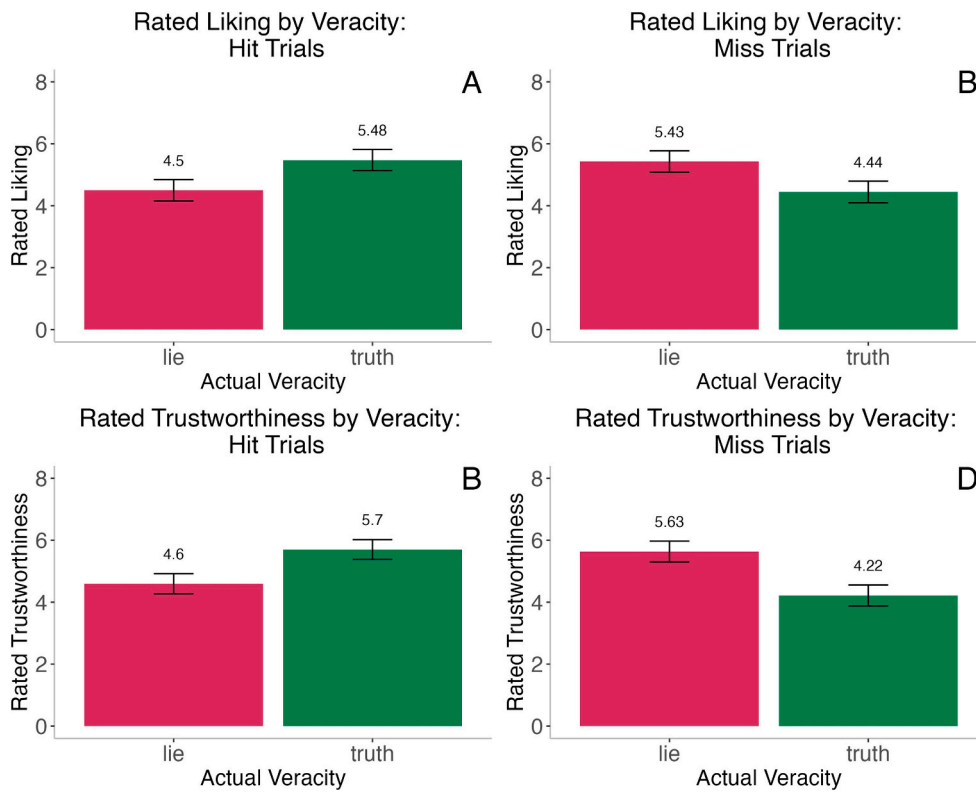 Rated Liking by Veracity:
Hit Trials
A
8
6
4
2
0
Rated Liking
4.5
5.48
lie
truth
Actual Veracity
Rated Liking by Veracity:
Miss Trials
B
8
6
4
2
0
Rated Liking
5.43
4.44
lie
truth
Actual Veracity
Rated Trustworthiness by Veracity:
Hit Trials
B
8
6
4
2
0
Rated Trustworthiness
4.6
5.7
lie
truth
Actual Veracity
Rated Trustworthiness by Veracity:
Miss Trials
D
8
6
4
2
0
Rated Trustworthiness
5.63
4.22
lie
truth
Actual Veracity